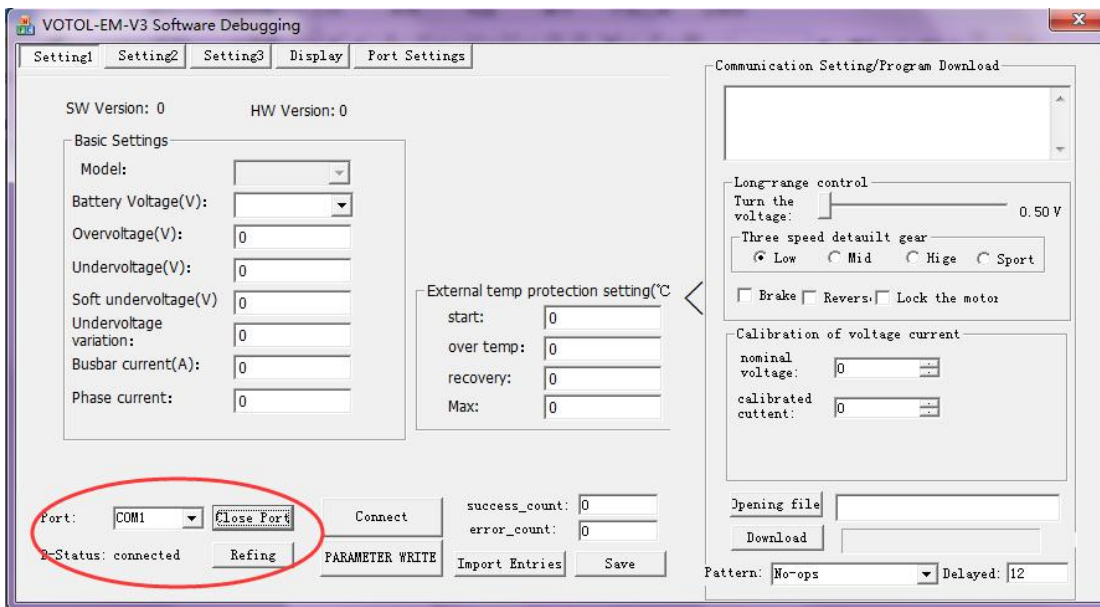 VOTOL-EM-V3 Software Debugging
Setting1 Setting2 Setting3 Display Port Settings
SW Version: 0 HW Version: 0
Basic Settings
Model:
Battery Voltage(V):
Overvoltage(V): 0
Undervoltage(V): 0
Soft undervoltage(V) 0
Undervoltage
variation: 0
Busbar current(A): 0
Phase current: 0
External temp protection setting(℃
start: 0
over temp: 0
recovery: 0
Max: 0
Port: COM1 Close Port
Status: connected Refing
Connect
PARAMETER WRITE
success_count: 0
error_count: 0
Import Entries Save
Communication Setting/Program Download
Long-range control
Turn the
voltage: 0.50 V
Three speed detauilt gear
Low Mid Hige Sport
Brake Revers Lock the motor
Calibration of voltage current
nominal
voltage: 0
calibrated
cuttent: 0
Opening file
Download
Pattern: No-ops Delayed: 12